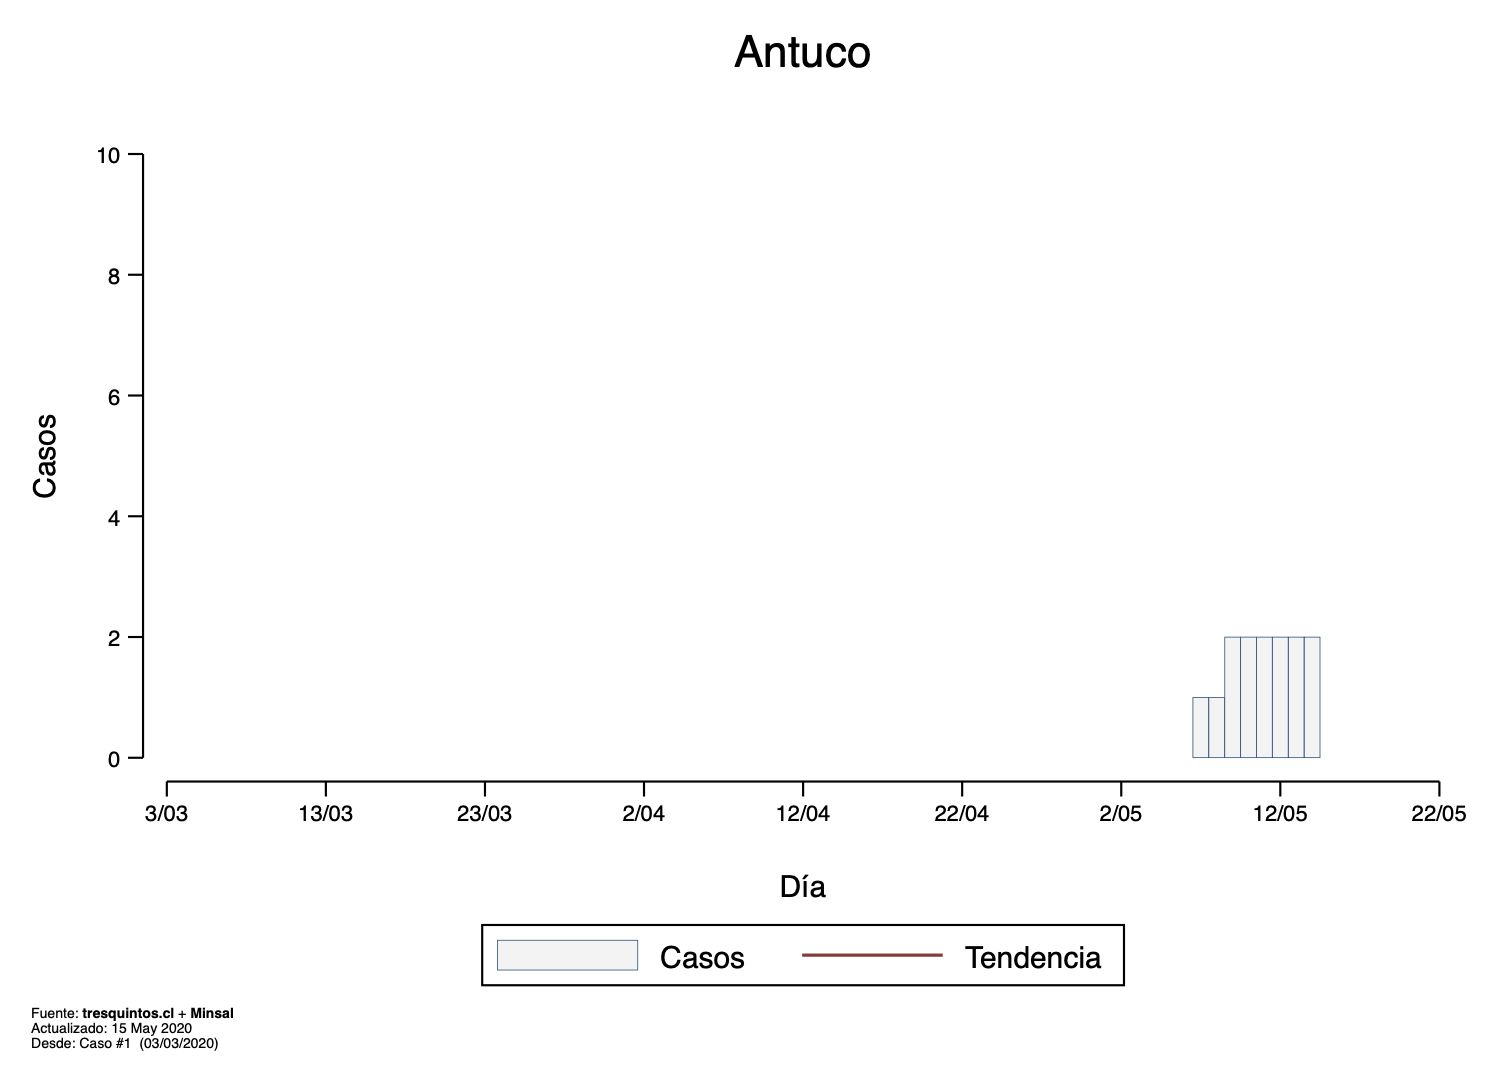 Antuco
10
8
6
4
2
0
Casos
3/03 13/03 23/03 2/04 12/04 22/04 2/05 12/05 22/05
Día
Casos Tendencia
Fuente: tresquintos.cl + Minsal
Actualizado: 15 May 2020
Desde: Caso #1 (03/03/2020)